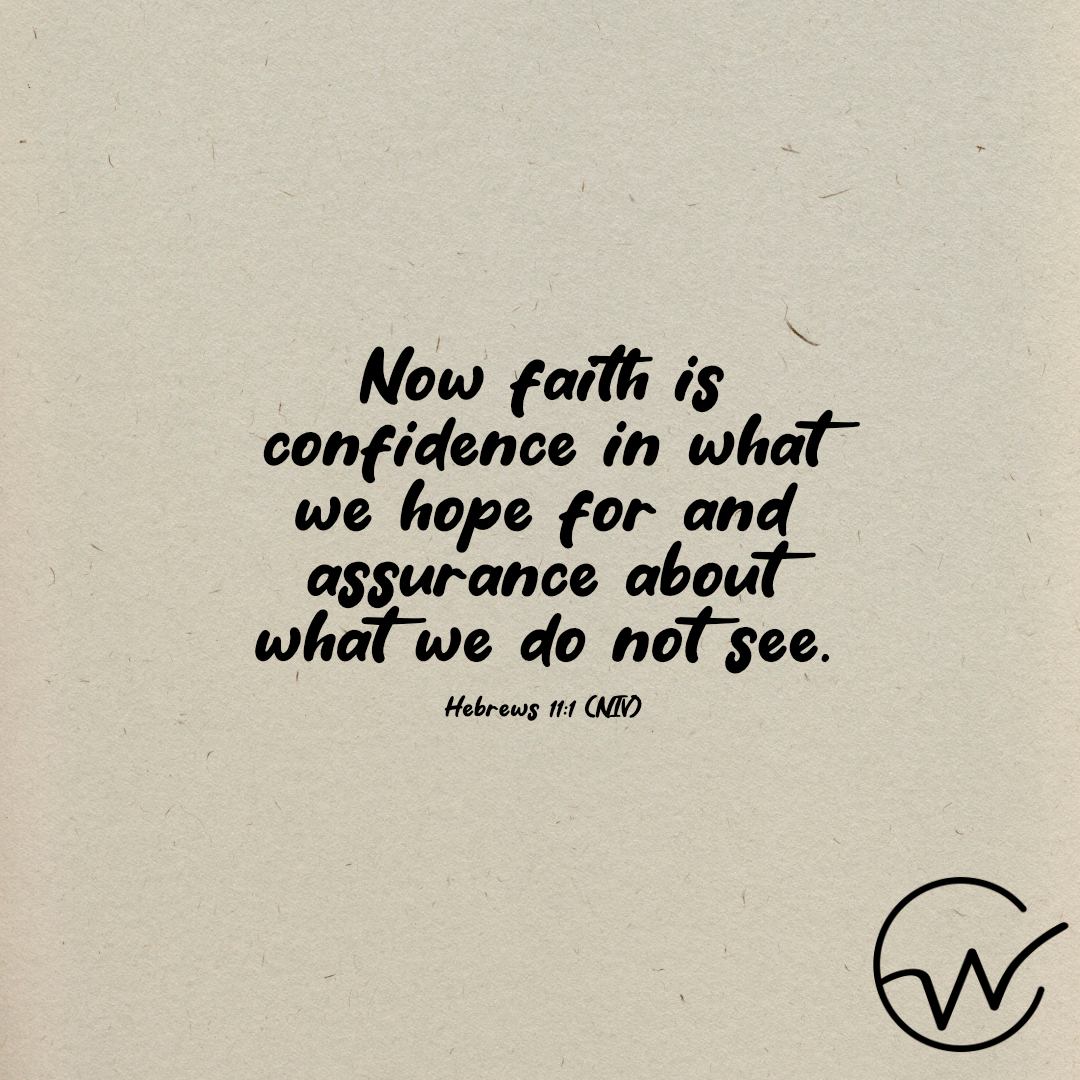 Now faith is
confidence in what
we hope for and
assurance about
what we do not see.
Hebrews 11:1 (NIV)